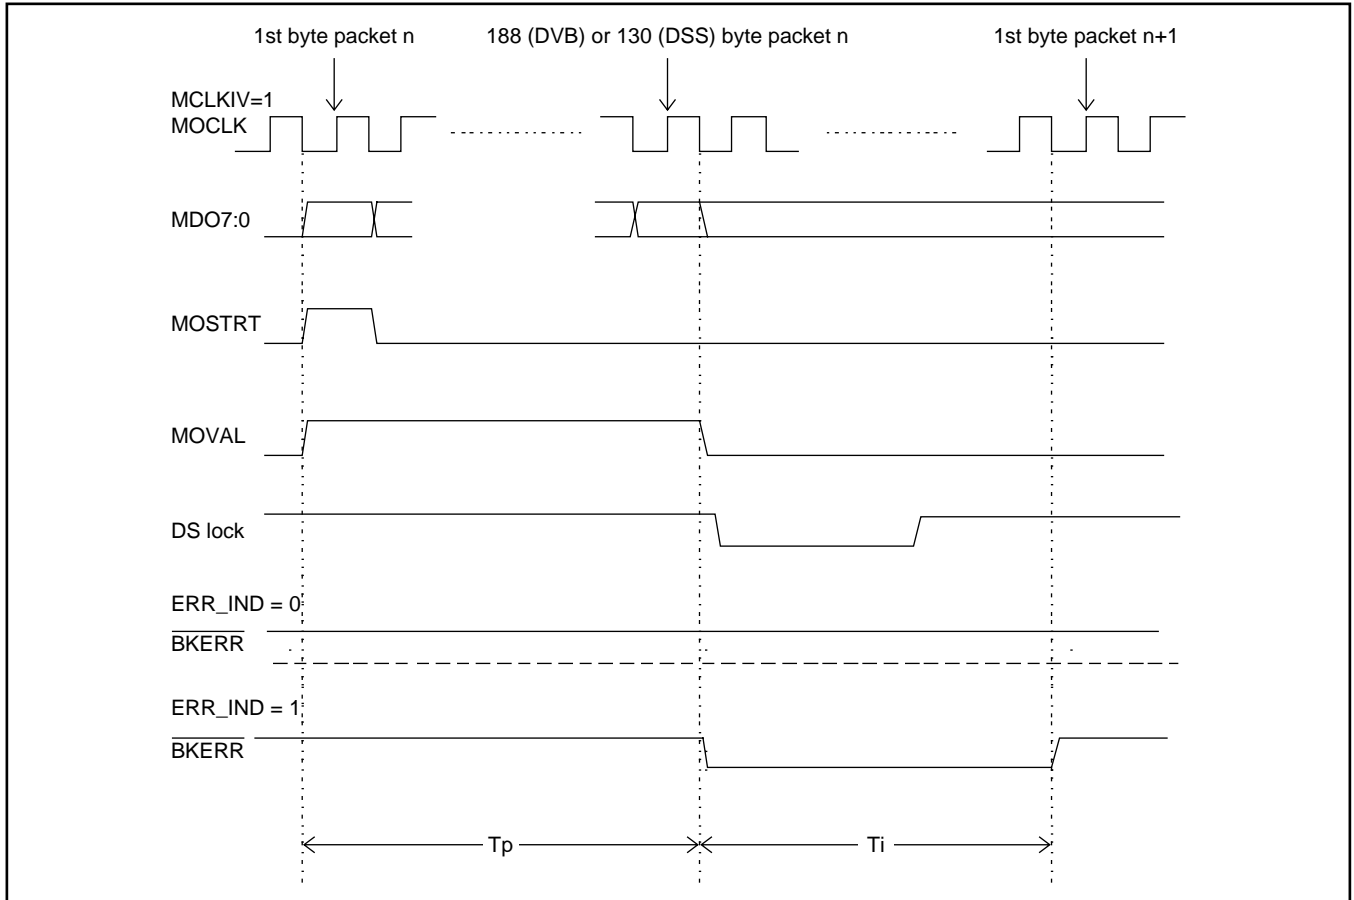 1st byte packet n
188 (DVB) or 130 (DSS) byte packet n
1st byte packet n+1
MCLKIV=1
MOCLK
MDO7:0
MOSTRT
MOVAL
DS lock
ERR_IND = 0
BKERR
ERR_IND = 1
BKERR
Tp
Ti